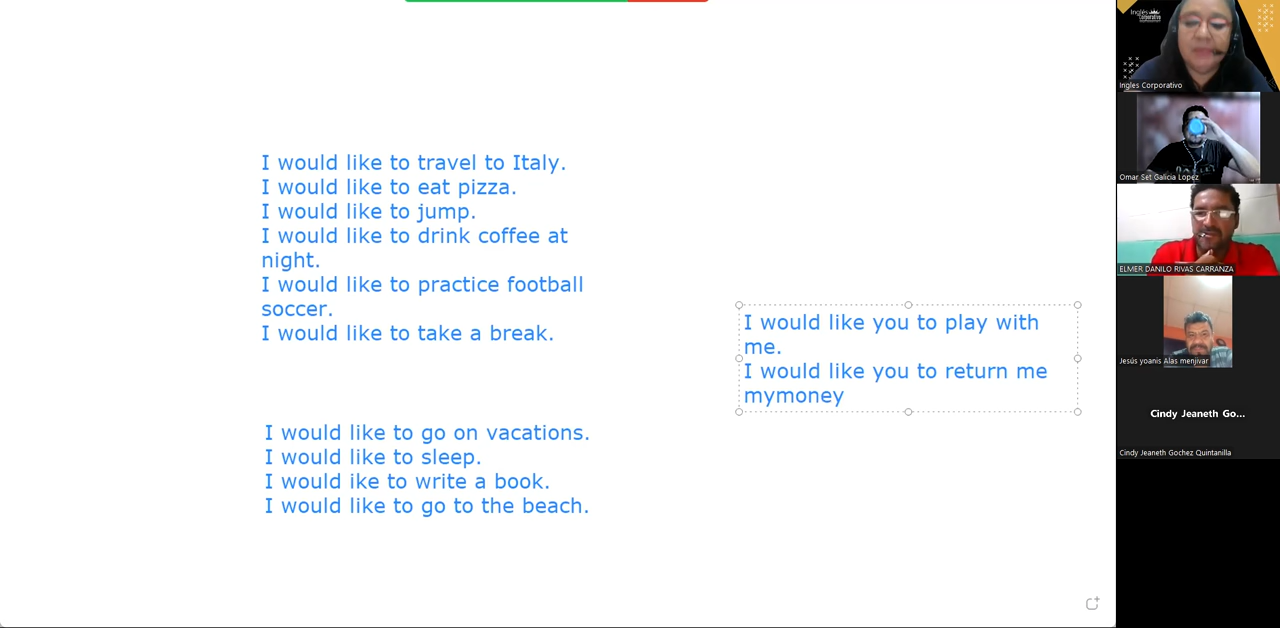 I would like to travel to Italy.
I would like to eat pizza.
I would like to jump.
I would like to drink coffee at
night.
I would like to practice football
soccer.
I would like to take a break.
I would like to go on vacations.
I would like to sleep.
I would ike to write a book.
I would like to go to the beach.
I would like you to play with
me.
I would like you to return me
mymoney
Inglés
Corporativo
Ingles Corporativo
Omar Set Galicia Lopez
ELMER DANILO RIVAS CARRANZA
Jesús yoanis Alas menjivar
Cindy Jeaneth Go...
Cindy Jeaneth Gochez Quintanilla